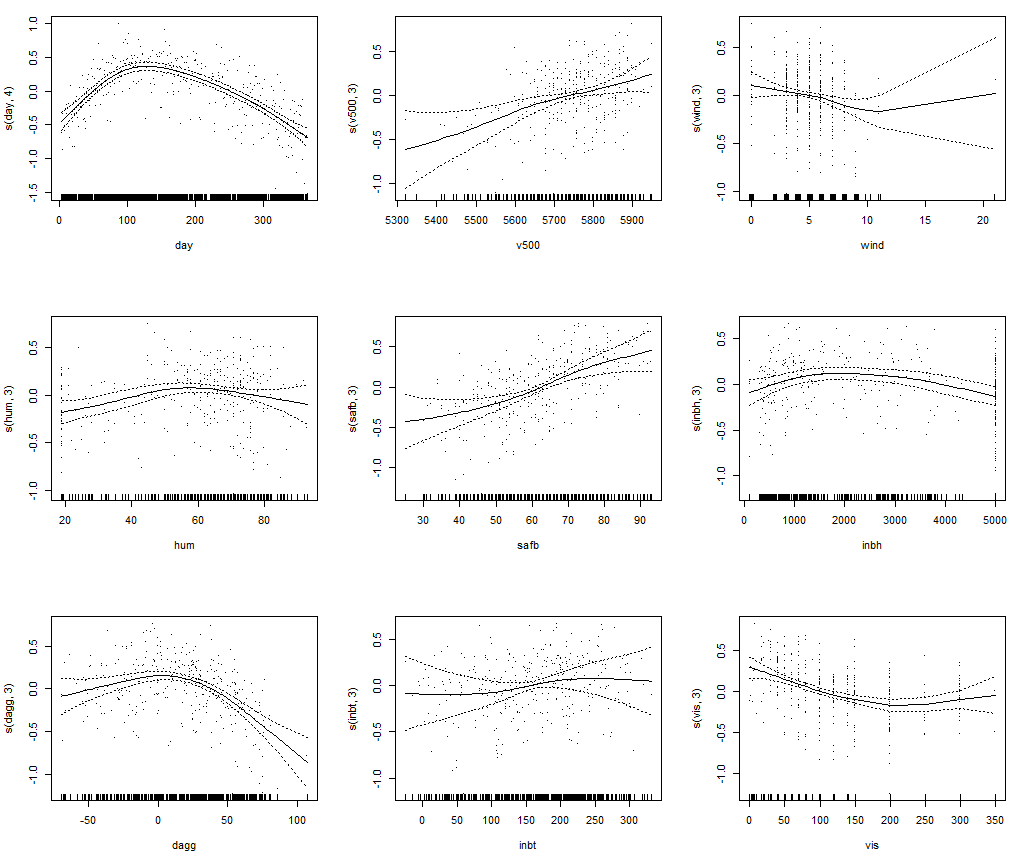 s(day, 4)
1.0
0.5
0.0
-0.5
-1.0
-1.5
0 100 200 300
day
s(v500, 3)
0.5
0.0
-1.0
5300 5400 5500 5600 5700 5800 5900
v500
s(wind, 3)
0.5
0.0
-0.5
-1.0
0 5 10 15 20
wind
s(hum, 3)
0.5
0.0
-0.5
-1.0
20 40 60 80
hum
s(safb, 3)
0.5
0.0
-0.5
-1.0
30 40 50 60 70 80 90
safb
s(inbh, 3)
0.5
0.0
-0.5
-1.0
0 1000 2000 3000 4000 5000
inbh
s(dagg, 3)
0.5
0.0
-0.5
-1.0
-50 0 50 100
dagg
s(inbt, 3)
0.5
0.0
-0.5
-1.0
0 50 100 150 200 250 300
inbt
s(vis, 3)
0.5
0.0
-0.5
-1.0
0 50 100 150 200 250 300 350
vis